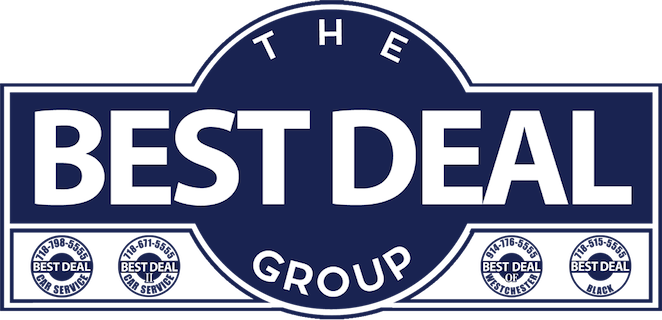 THE
BEST DEAL
GROUP
718-798-5555
BEST DEAL
CAR SERVICE
718-671-5555
BEST DEAL
II
CAR SERVICE
914-776-5555
BEST DEAL
OF
WESTCHESTER
718-515-5555
BEST DEAL
BLACK